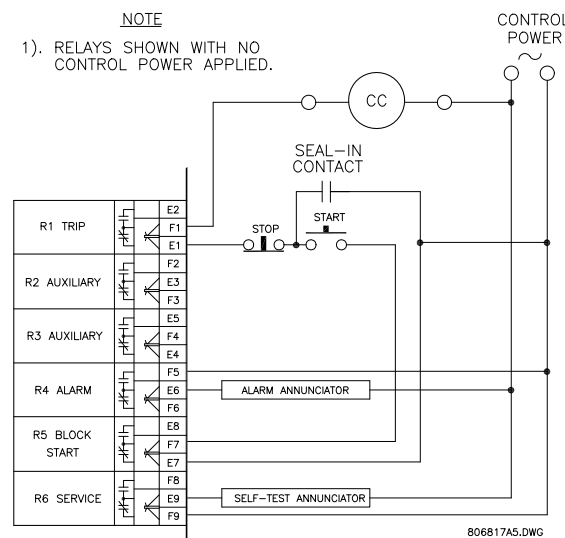 NOTE
1). RELAYS SHOWN WITH NO
CONTROL POWER APPLIED.
CONTROL
POWER
CC
SEAL-IN
CONTACT
STOP
START
R1 TRIP
E2
F1
E1
R2 AUXILIARY
F2
E3
F3
R3 AUXILIARY
E5
F4
E4
R4 ALARM
F5
E6
F6
ALARM ANNUNCIATOR
R5 BLOCK
START
E8
F7
E7
R6 SERVICE
F8
E9
F9
SELF-TEST ANNUNCIATOR
806817A5.DWG